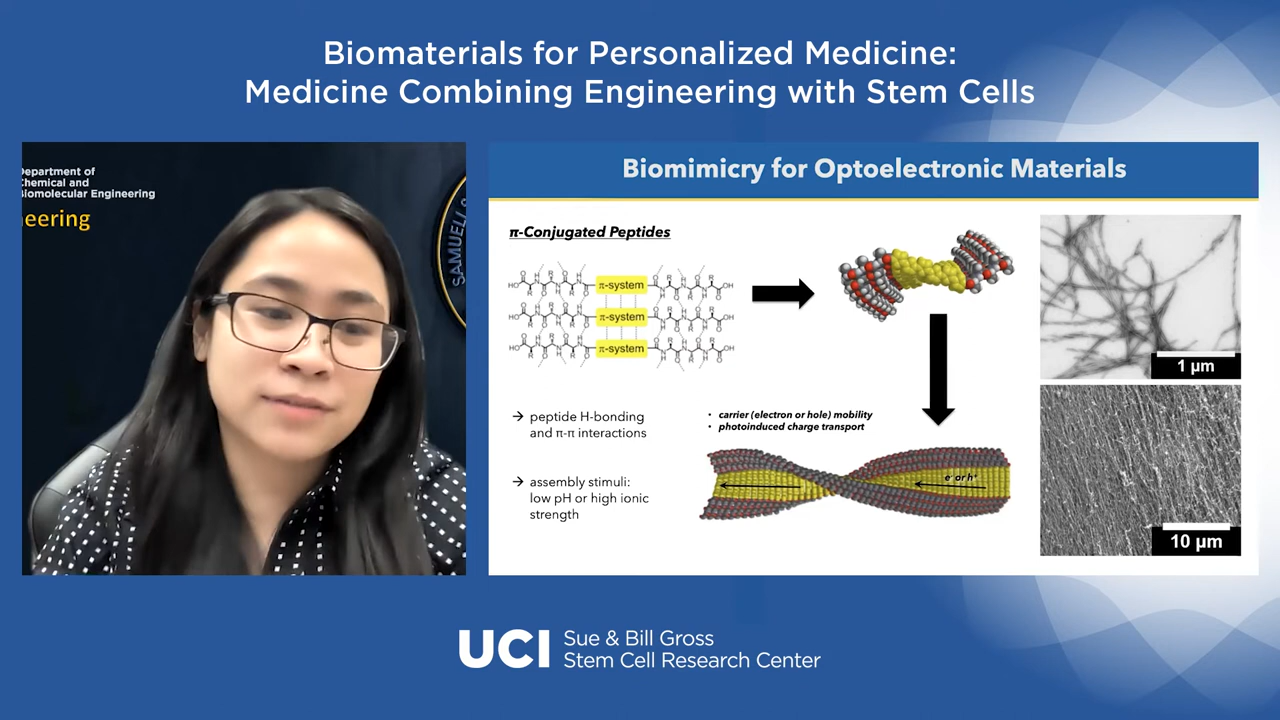 Biomaterials for Personalized Medicine:
Medicine Combining Engineering with Stem Cells
Department of
Chemical and
Biomolecular Engineering
eering
SAMUELI S
Biomimicry for Optoelectronic Materials
π-Conjugated Peptides
π-system
π-system
π-system
→ peptide H-bonding
and π-π interactions
→ assembly stimuli:
low pH or high ionic
strength
• carrier (electron or hole) mobility
• photoinduced charge transport
e⁻ or h⁺
1 µm
10 µm
UCI
Sue & Bill Gross
Stem Cell Research Center